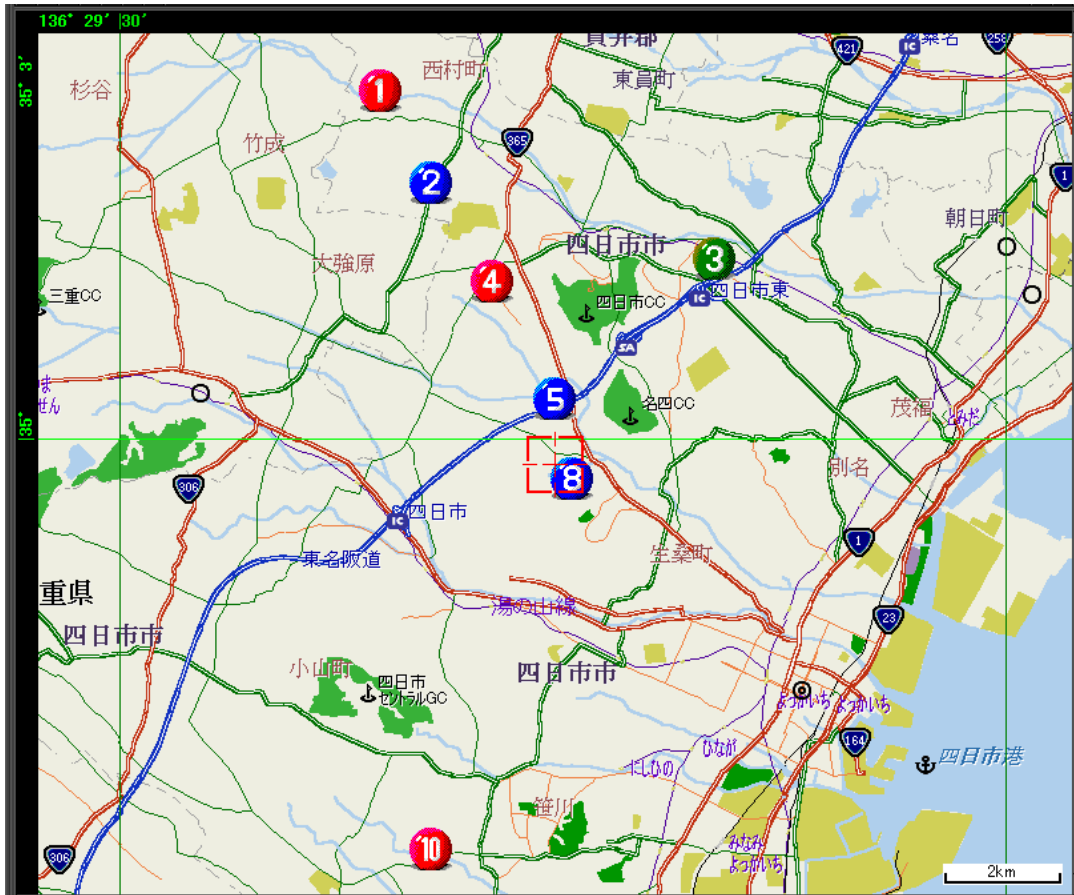 136° 29′ |30′
35° 3′
|35°
258
桑名
IC
421
員弁郡
西村町
東員町
杉谷
1
365
竹成
2
1
朝日町
四日市市
3
大強原
4
四日市東
IC
三重CC
四日市CC
SA
5
名四CC
せん
茂福
とみだ
別名
8
306
四日市
IC
1
東名阪道
生桑町
重県
湯の山線
23
四日市市
小山町
四日市市
四日市
セントラルGC
よっかいち
よっかいち
ひなが
164
四日市港
にしひの
笹川
みなみ
よっかいち
10
306
2km